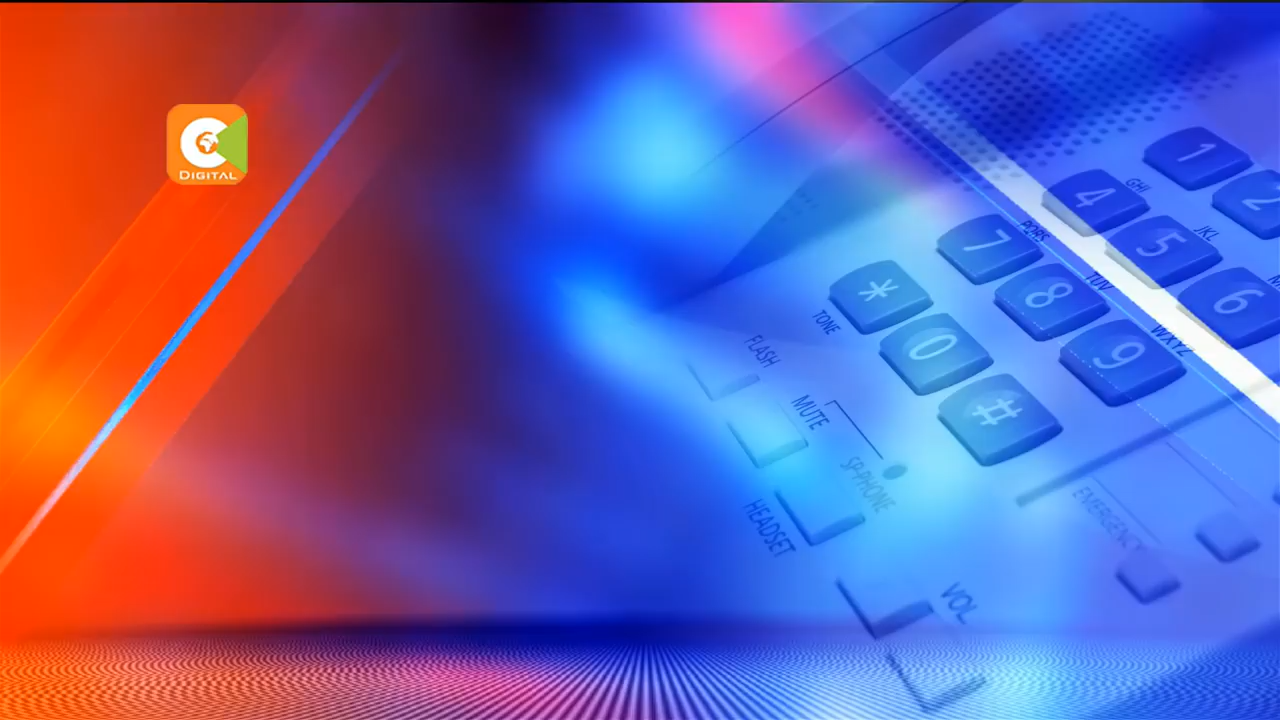 DIGITAL
1
2
4
GHI
5
JKL
6
7
PQRS
8
TUV
9
WXYZ
*
TONE
0
#
FLASH
MUTE
SP-PHONE
HEADSET
EMERGENCY
VOL